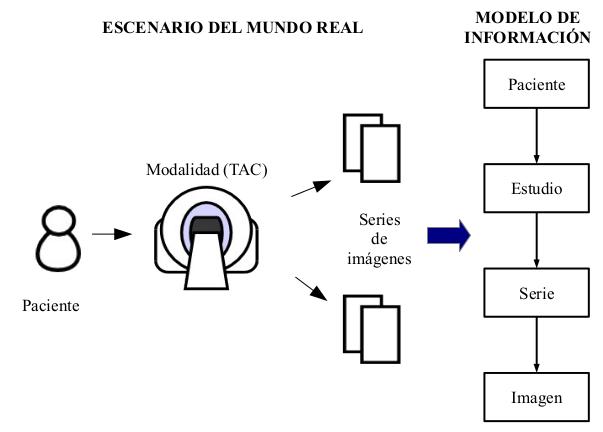 ESCENARIO DEL MUNDO REAL
MODELO DE
INFORMACIÓN
Paciente
Modalidad (TAC)
Series
de
imágenes
Paciente
Estudio
Serie
Imagen